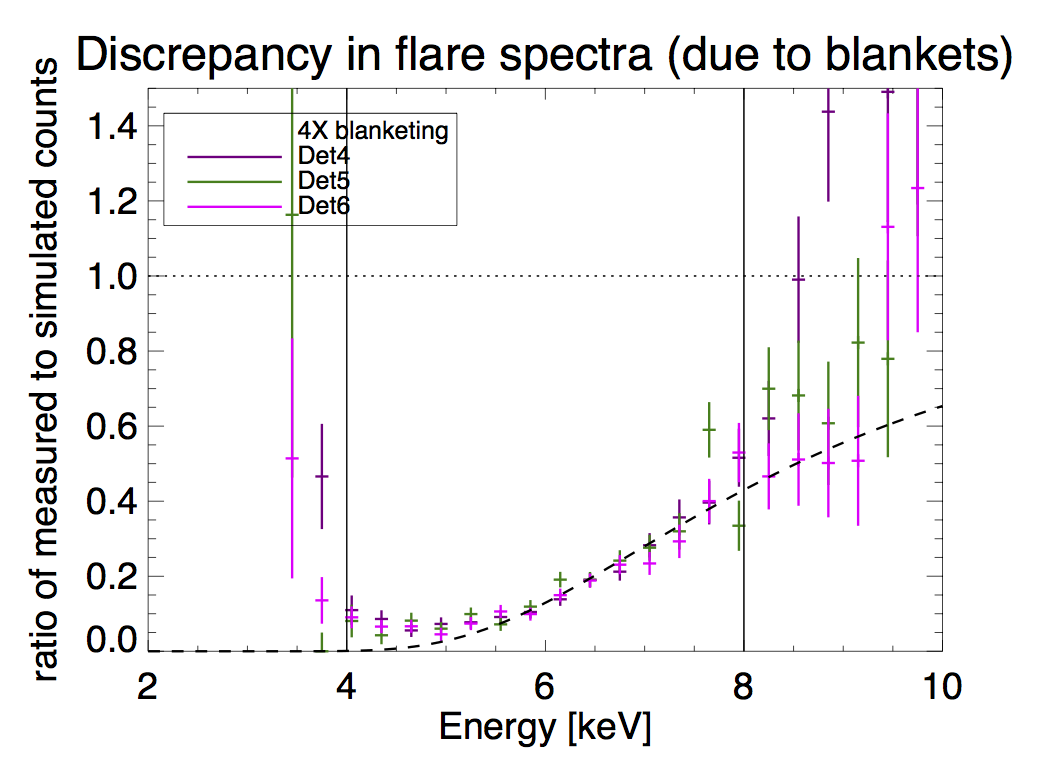 Discrepancy in flare spectra (due to blankets)
ratio of measured to simulated counts
1.4
1.2
1.0
0.8
0.6
0.4
0.2
0.0
4X blanketing
Det4
Det5
Det6
2 4 6 8 10
Energy [keV]